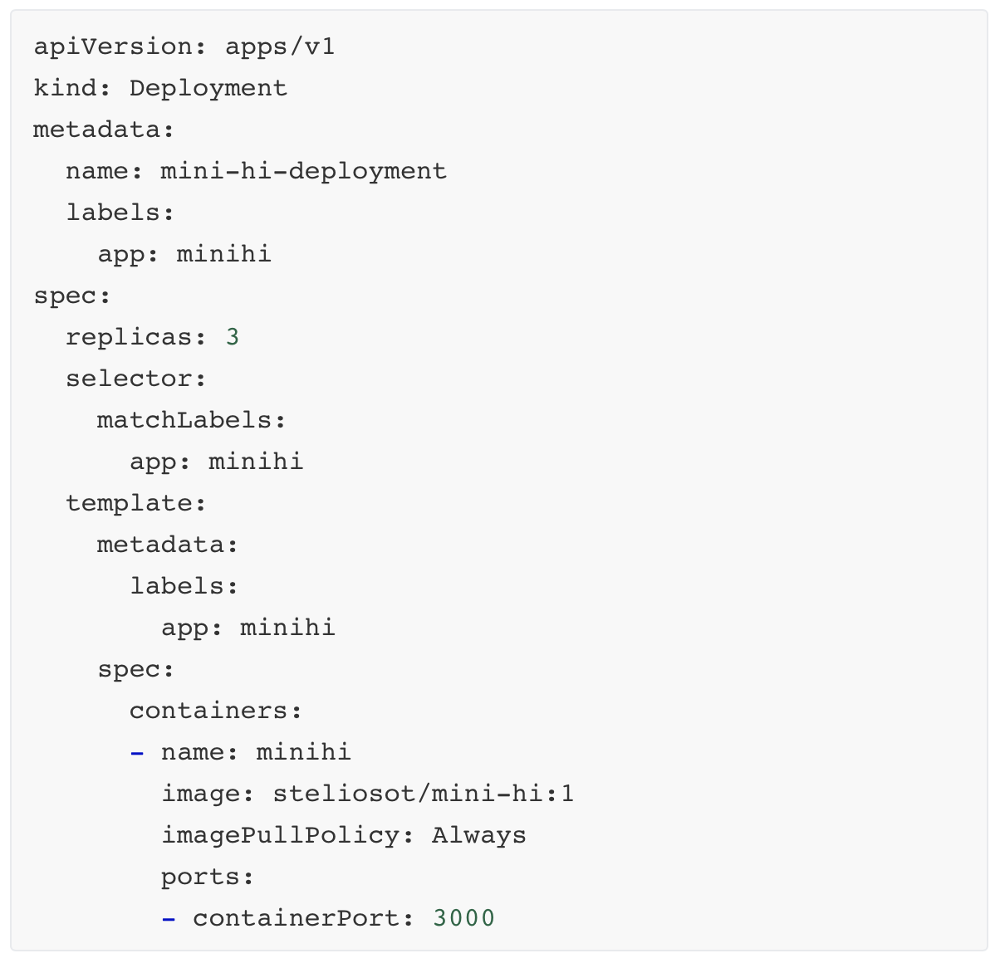 apiVersion: apps/v1
kind: Deployment
metadata:
  name: mini-hi-deployment
  labels:
    app: minihi
spec:
  replicas: 3
  selector:
    matchLabels:
      app: minihi
  template:
    metadata:
      labels:
        app: minihi
    spec:
      containers:
      - name: minihi
        image: steliosot/mini-hi:1
        imagePullPolicy: Always
        ports:
        - containerPort: 3000